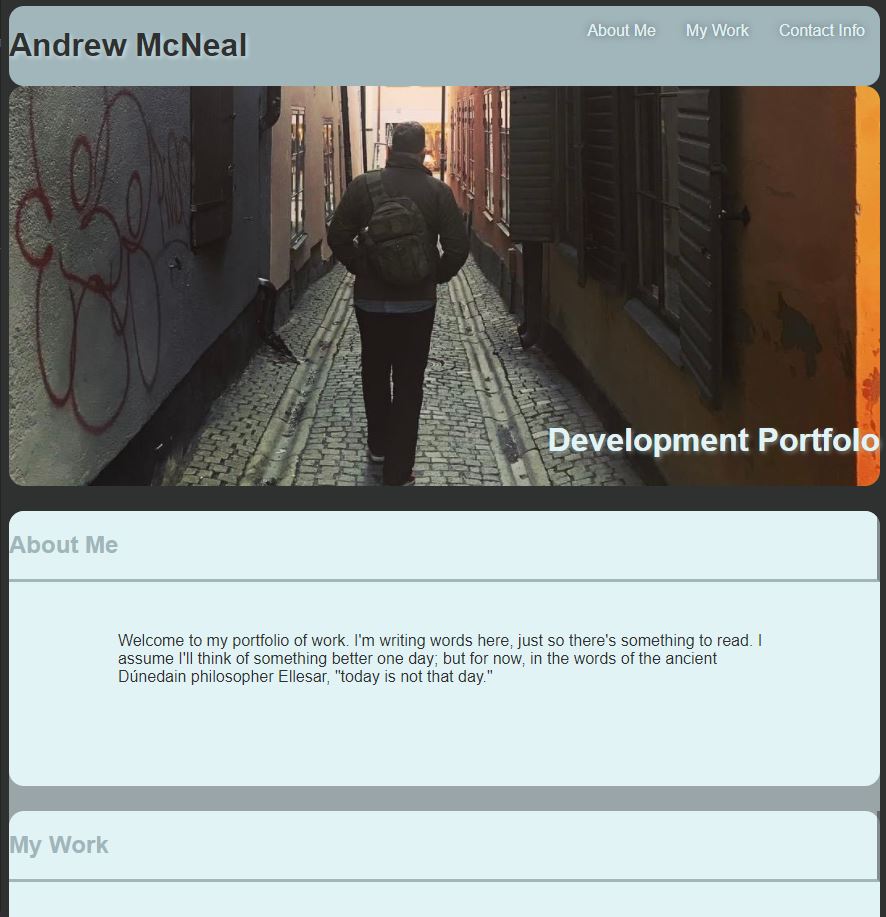 Andrew McNeal
About Me My Work Contact Info
Development Portfolo
About Me
Welcome to my portfolio of work. I'm writing words here, just so there's something to read. I
assume I'll think of something better one day; but for now, in the words of the ancient
Dúnedain philosopher Ellesar, "today is not that day."
My Work